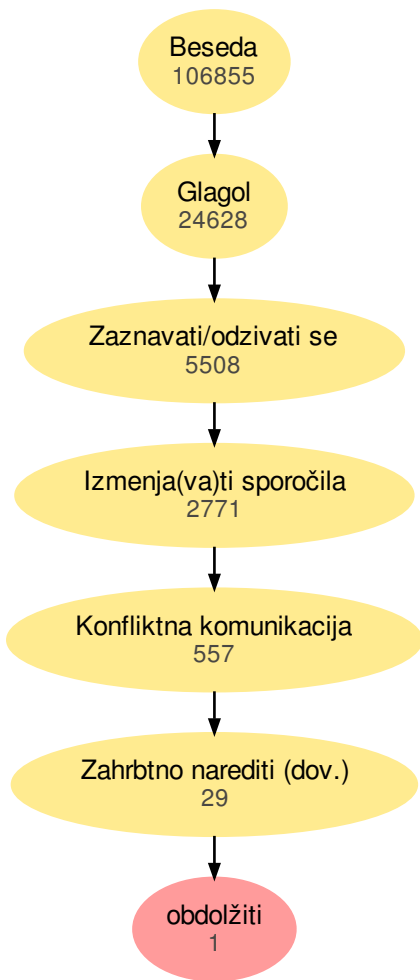 Beseda
106855
Glagol
24628
Zaznavati/odzivati se
5508
Izmenja(va)ti sporočila
2771
Konfliktna komunikacija
557
Zahrbtno narediti (dov.)
29
obdolžiti
1